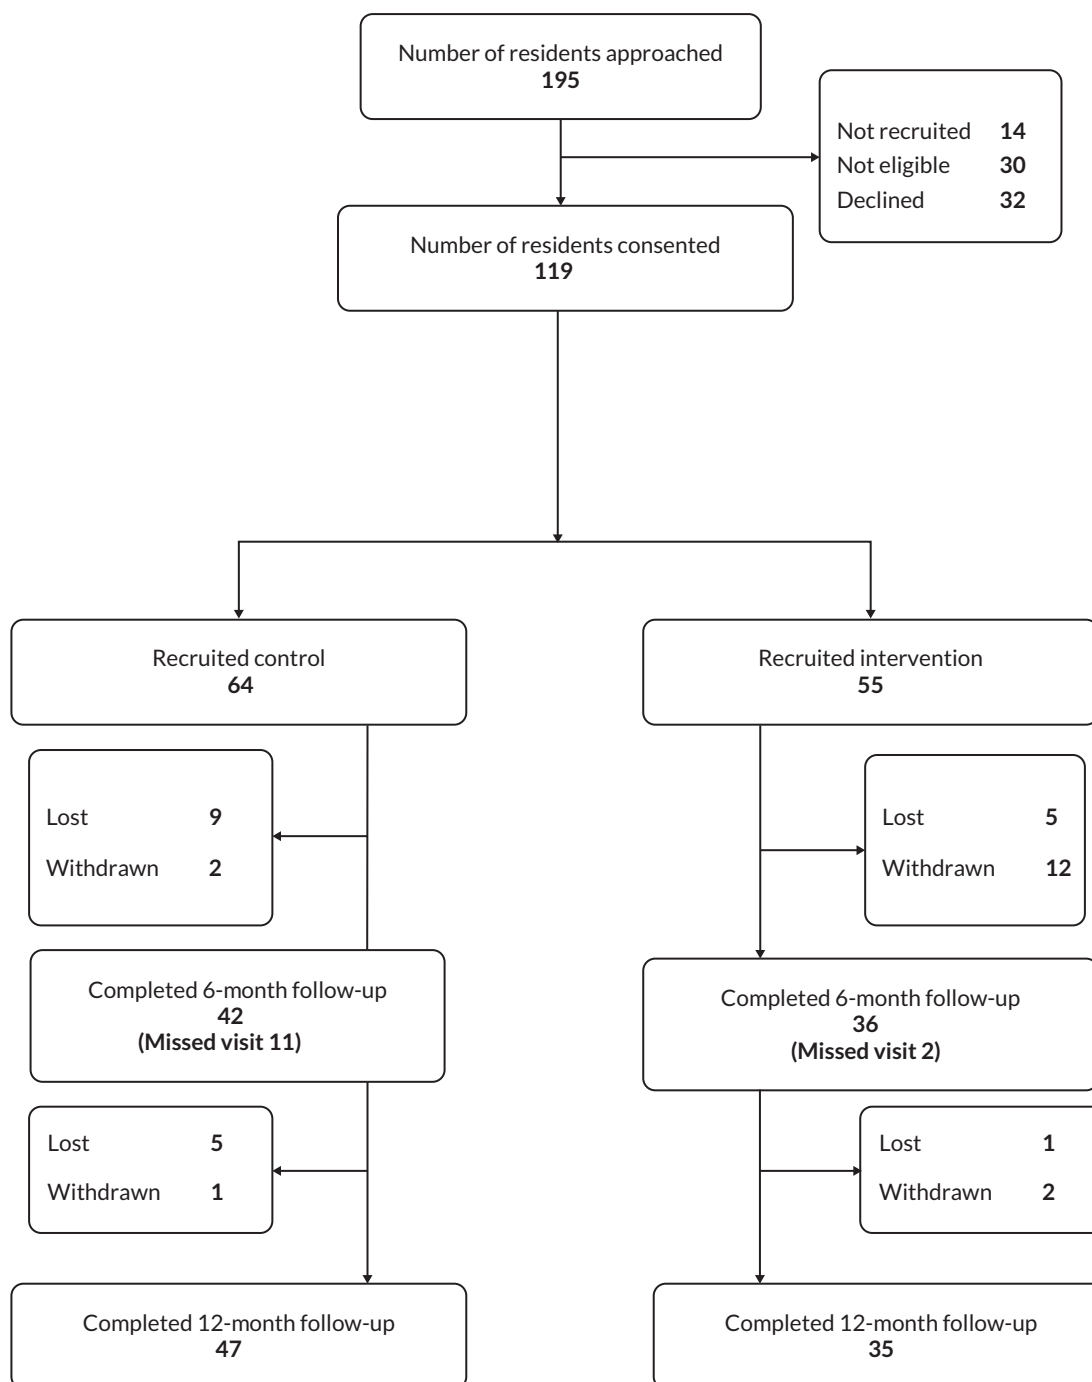 Number of residents approached
195
Not recruited 14
Not eligible 30
Declined 32
Number of residents consented
119
Recruited control
64
Recruited intervention
55
Lost 9
Withdrawn 2
Lost 5
Withdrawn 12
Completed 6-month follow-up
42
(Missed visit 11)
Completed 6-month follow-up
36
(Missed visit 2)
Lost 5
Withdrawn 1
Lost 1
Withdrawn 2
Completed 12-month follow-up
47
Completed 12-month follow-up
35